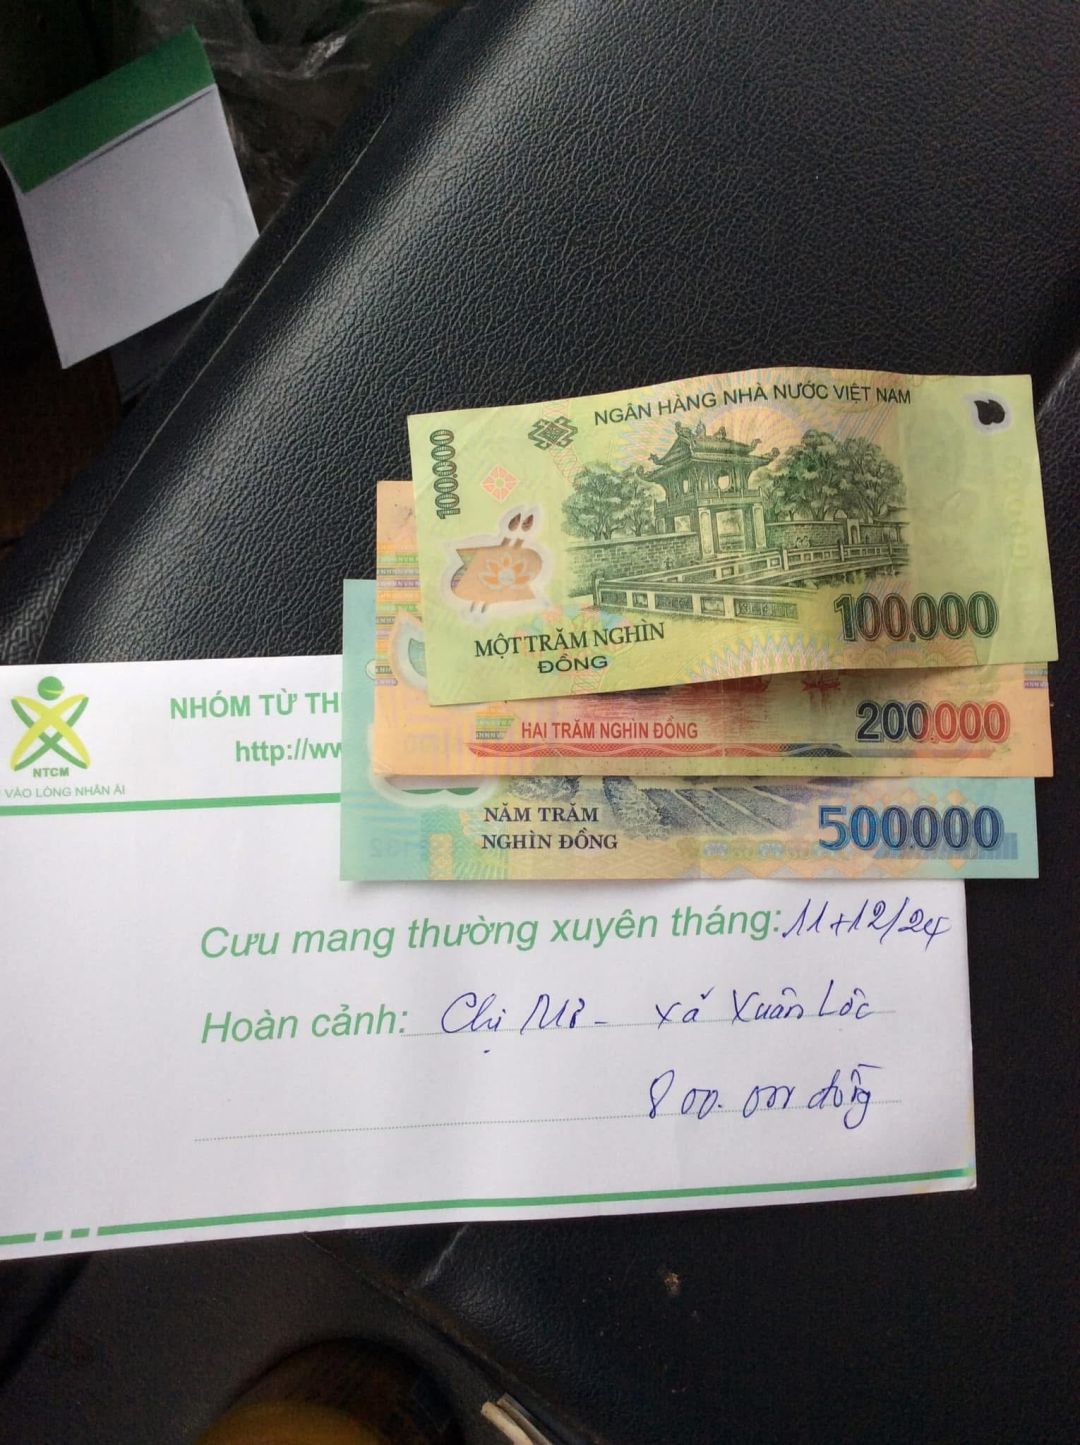 NGÂN HÀNG NHÀ NƯỚC VIỆT NAM
100.000
100.000
MỘT TRĂM NGHÌN
ĐỒNG
HAI TRĂM NGHÌN ĐỒNG
200.000
NĂM TRĂM
NGHÌN ĐỒNG
500000
NHÓM TỪ TH
http://ww
NTCM
VÀO LÒNG NHÂN ÁI
Cưu mang thường xuyên tháng: 11+12/24
Hoàn cảnh: Chị - xã Xuân Lộc
800.000 đồng